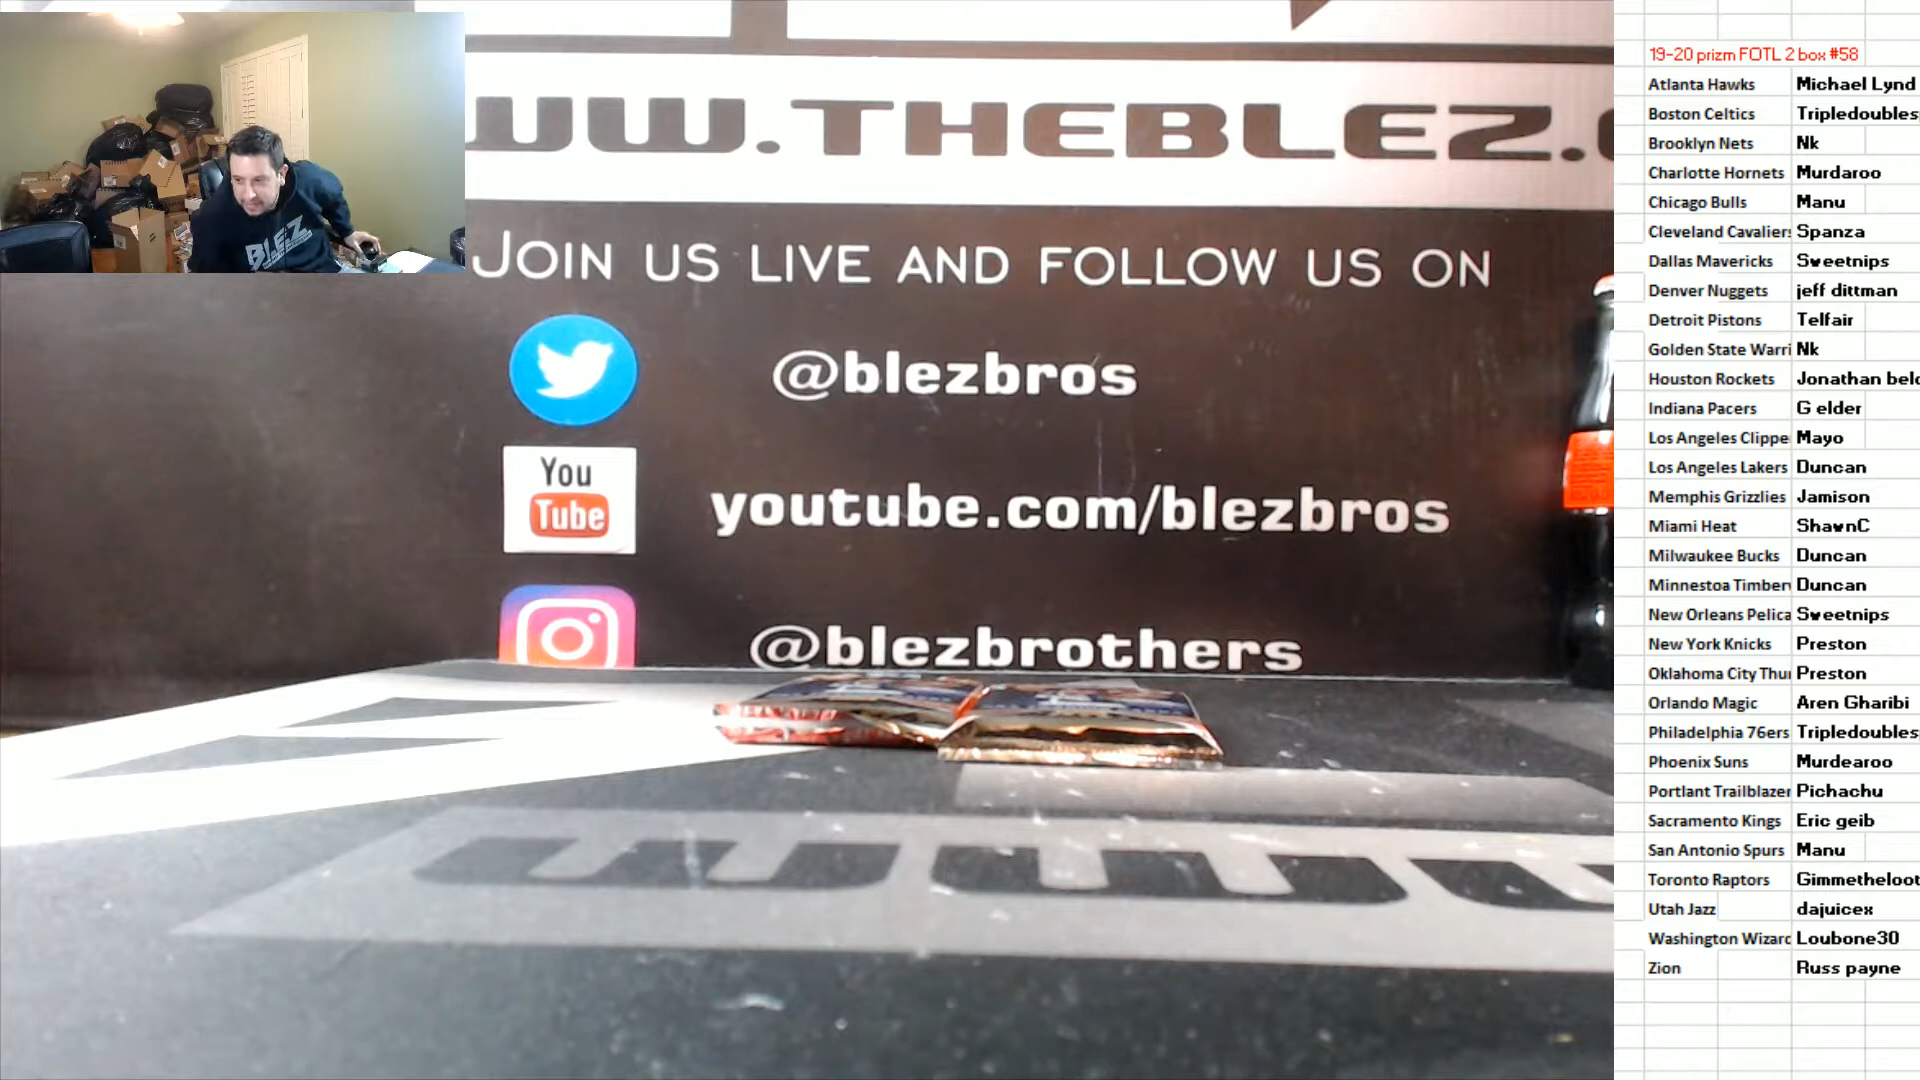 WW.THEBLEZ.
JOIN US LIVE AND FOLLOW US ON
@blezbros
You Tube
youtube.com/blezbros
@blezbrothers
BLEZ
19-20 prizm FOTL 2 box #58
Atlanta Hawks Michael Lynd
Boston Celtics Tripledoubles
Brooklyn Nets Nk
Charlotte Hornets Murdaroo
Chicago Bulls Manu
Cleveland Cavaliers Spanza
Dallas Mavericks Sweetnips
Denver Nuggets jeff dittman
Detroit Pistons Telfair
Golden State Warri Nk
Houston Rockets Jonathan belc
Indiana Pacers G elder
Los Angeles Clippe Mayo
Los Angeles Lakers Duncan
Memphis Grizzlies Jamison
Miami Heat ShawnC
Milwaukee Bucks Duncan
Minnestoa Timberv Duncan
New Orleans Pelica Sweetnips
New York Knicks Preston
Oklahoma City Thu Preston
Orlando Magic Aren Gharibi
Philadelphia 76ers Tripledoubles
Phoenix Suns Murdearoo
Portlant Trailblazer Pichachu
Sacramento Kings Eric geib
San Antonio Spurs Manu
Toronto Raptors Gimmetheloot
Utah Jazz dajuicex
Washington Wizarc Loubone30
Zion Russ payne